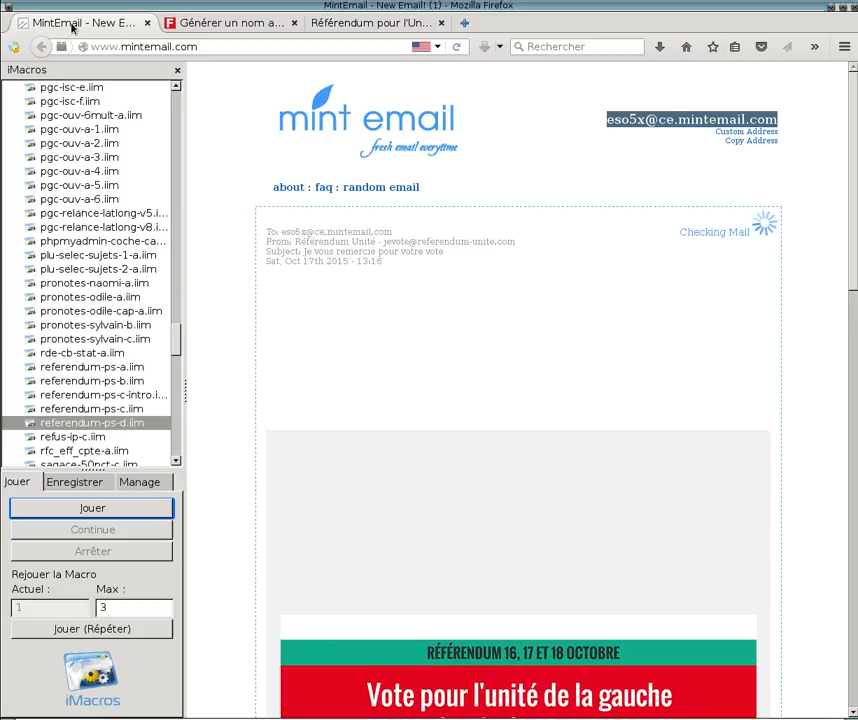 MintEmail - New Email! (1) - Mozilla Firefox
MintEmail - New E...
Générer un nom a...
Référendum pour l'Un...
www.mintemail.com
Rechercher
iMacros
pgc-isc-e.iim
pgc-isc-f.iim
pgc-ouv-6mult-a.iim
pgc-ouv-a-1.iim
pgc-ouv-a-2.iim
pgc-ouv-a-3.iim
pgc-ouv-a-4.iim
pgc-ouv-a-5.iim
pgc-ouv-a-6.iim
pgc-relance-latlong-v5.i...
pgc-relance-latlong-v8.i...
phpmyadmin-coche-ca...
plu-selec-sujets-1-a.iim
plu-selec-sujets-2-a.iim
pronotes-naomi-a.iim
pronotes-odile-a.iim
pronotes-odile-cap-a.iim
pronotes-sylvain-b.iim
pronotes-sylvain-c.iim
rde-cb-stat-a.iim
referendum-ps-a.iim
referendum-ps-b.iim
referendum-ps-c-intro.i...
referendum-ps-c.iim
referendum-ps-d.iim
refus-ip-c.iim
rfc_eff_cpte-a.iim
sagace-50pct-c.iim
Jouer
Enregistrer
Manage
Jouer
Continue
Arrêter
Rejouer la Macro
Actuel :
Max :
1
3
Jouer (Répéter)
iMacros
mint email
fresh email everytime
eso5x@ce.mintemail.com
Custom Address
Copy Address
about : faq : random email
To: eso5x@ce.mintemail.com
From: Référendum Unité - jevote@referendum-unite.com
Subject: Je vous remercie pour votre vote
Sat, Oct 17th 2015 - 13:16
Checking Mail
RÉFÉRENDUM 16, 17 ET 18 OCTOBRE
Vote pour l'unité de la gauche